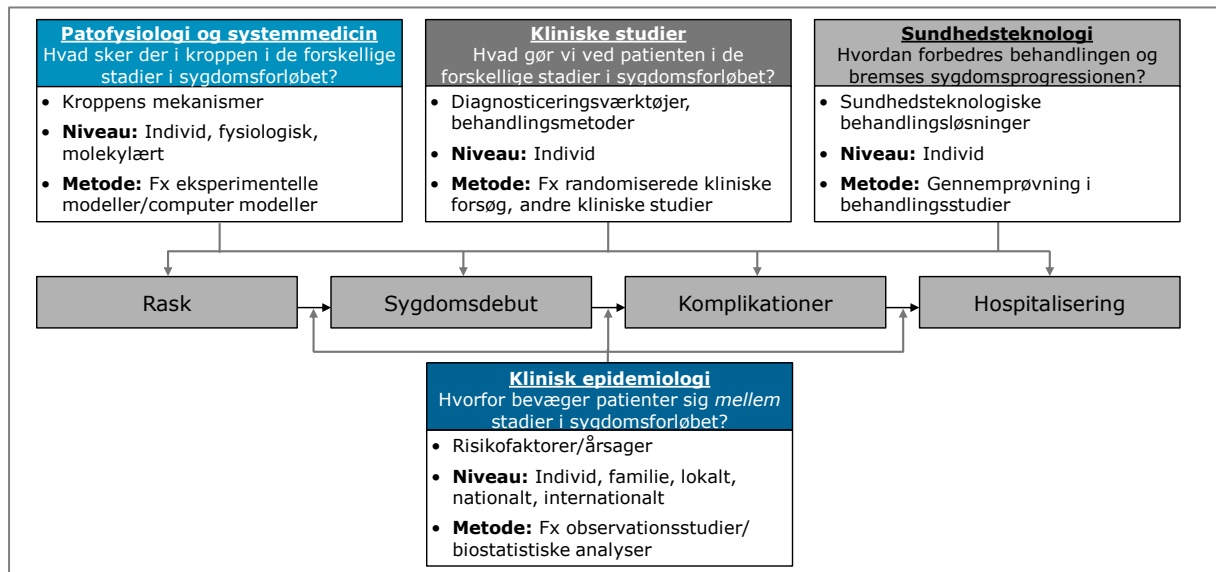 Patofysiologi og systemmedicin
Hvad sker der i kroppen i de forskellige
stadier i sygdomsforløbet?
• Kroppens mekanismer
• Niveau: Individ, fysiologisk,
molekylært
• Metode: Fx eksperimentelle
modeller/computer modeller
Kliniske studier
Hvad gør vi ved patienten i de
forskellige stadier i sygdomsforløbet?
• Diagnosticeringsværktøjer,
behandlingsmetoder
• Niveau: Individ
• Metode: Fx randomiserede kliniske
forsøg, andre kliniske studier
Sundhedsteknologi
Hvordan forbedres behandlingen og
bremses sygdomsprogressionen?
• Sundhedsteknologiske
behandlingsløsninger
• Niveau: Individ
• Metode: Gennemprøvning i
behandlingsstudier
Rask
Sygdomsdebut
Komplikationer
Hospitalisering
Klinisk epidemiologi
Hvorfor bevæger patienter sig mellem
stadier i sygdomsforløbet?
• Risikofaktorer/årsager
• Niveau: Individ, familie, lokalt,
nationalt, internationalt
• Metode: Fx observationsstudier/
biostatistiske analyser